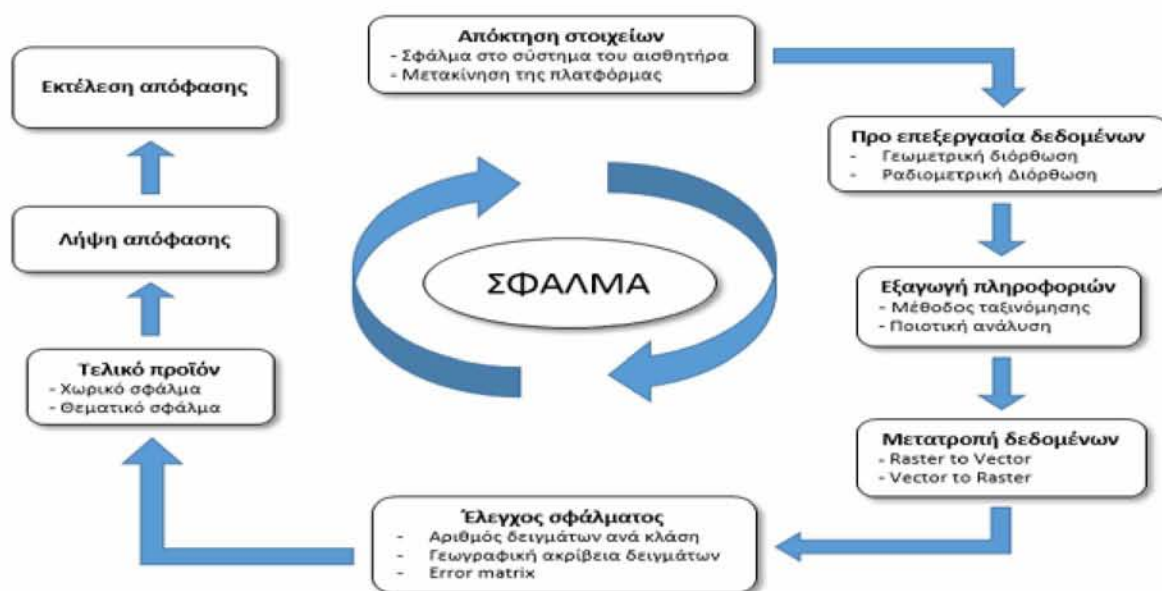 Απόκτηση στοιχείων
- Σφάλμα στο σύστημα του αισθητήρα
- Μετακίνηση της πλατφόρμας
Προ επεξεργασία δεδομένων
- Γεωμετρική διόρθωση
- Ραδιομετρική Διόρθωση
Εξαγωγή πληροφοριών
- Μέθοδος ταξινόμησης
- Ποιοτική ανάλυση
Μετατροπή δεδομένων
- Raster to Vector
- Vector to Raster
Έλεγχος σφάλματος
- Αριθμός δειγμάτων ανά κλάση
- Γεωγραφική ακρίβεια δειγμάτων
- Error matrix
Τελικό προϊόν
- Χωρικό σφάλμα
- Θεματικό σφάλμα
Λήψη απόφασης
Εκτέλεση απόφασης
ΣΦΑΛΜΑ